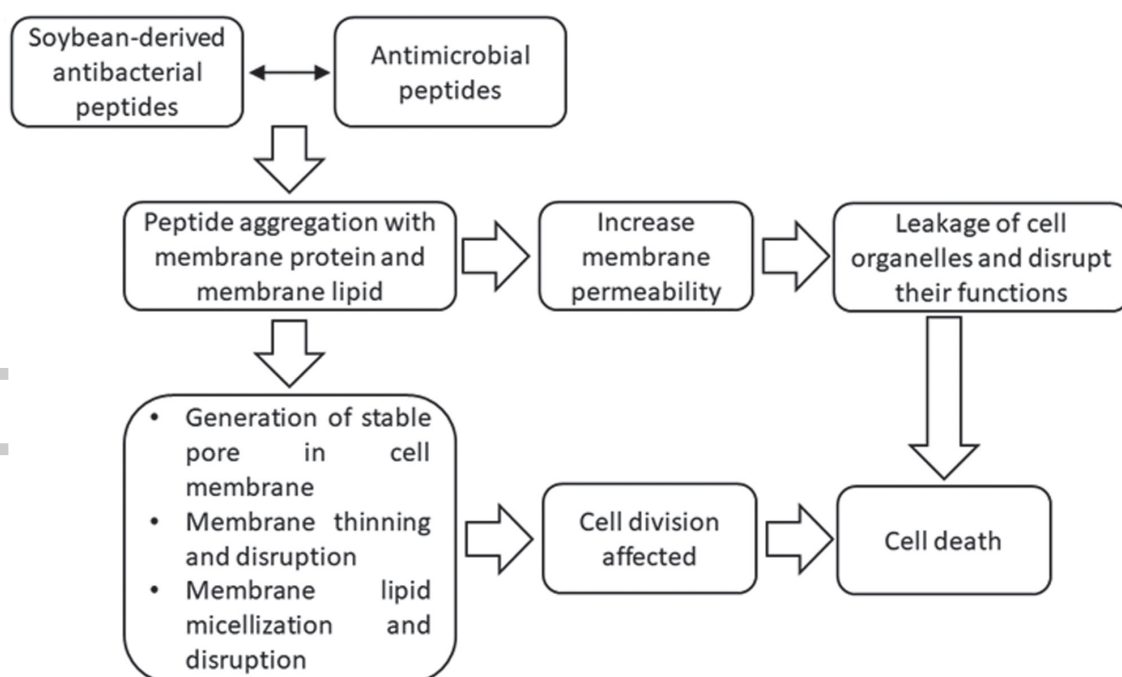 Soybean-derived
antibacterial
peptides
Antimicrobial
peptides
Peptide aggregation with
membrane protein and
membrane lipid
Increase
membrane
permeability
Leakage of cell
organelles and disrupt
their functions
• Generation of stable
pore in cell
membrane
• Membrane thinning
and disruption
• Membrane lipid
micellization and
disruption
Cell division
affected
Cell death